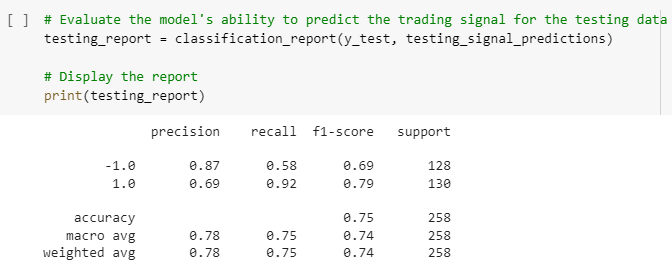 [ ] # Evaluate the model's ability to predict the trading signal for the testing data
testing_report = classification_report(y_test, testing_signal_predictions)
# Display the report
print(testing_report)
precision recall f1-score support
-1.0 0.87 0.58 0.69 128
1.0 0.69 0.92 0.79 130
accuracy 0.75 258
macro avg 0.78 0.75 0.74 258
weighted avg 0.78 0.75 0.74 258